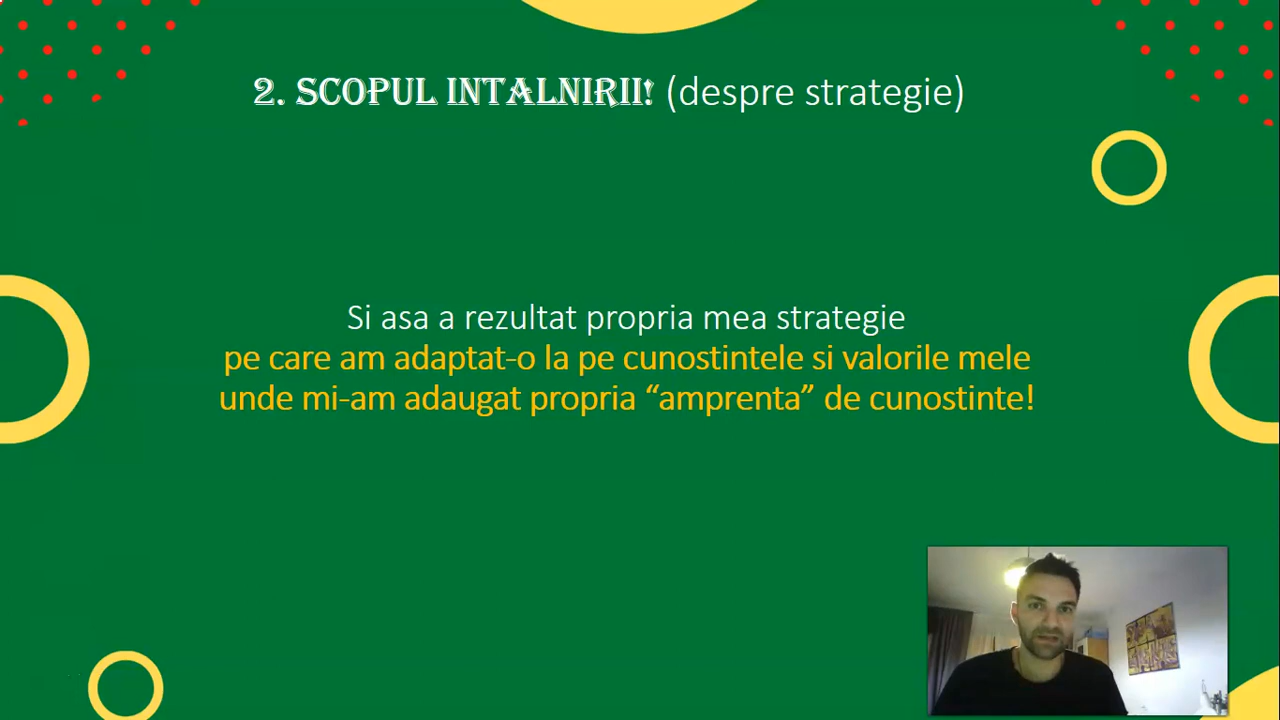 2. SCOPUL INTALNIRII! (despre strategie)
Si asa a rezultat propria mea strategie
pe care am adaptat-o la pe cunostintele si valorile mele
unde mi-am adaugat propria “amprenta” de cunostinte!